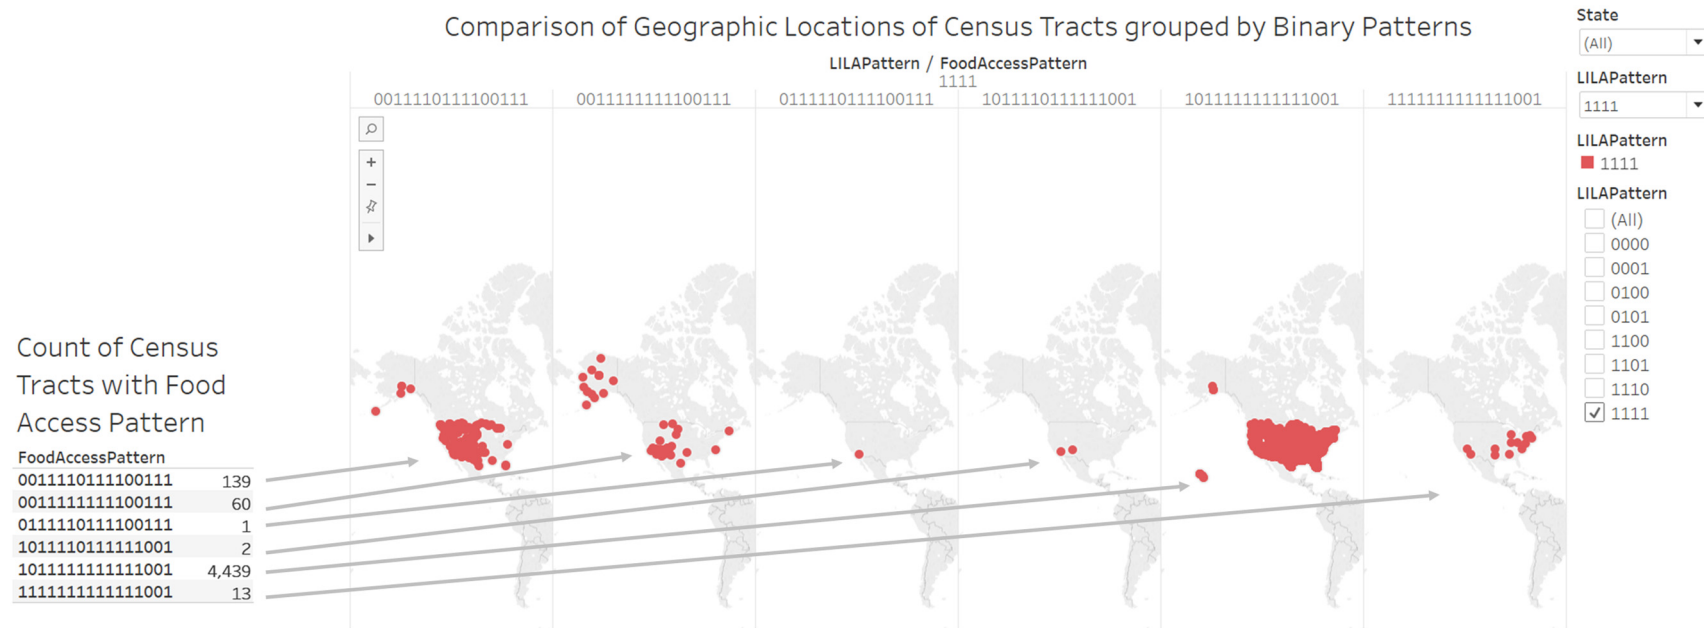 Comparison of Geographic Locations of Census Tracts grouped by Binary Patterns
LILAPattern / FoodAccessPattern
1111
0011110111100111 0011111111100111 0111110111100111 1011110111111001 1011111111111001 1111111111111001
State
(All)
LILAPattern
1111
LILAPattern
1111
LILAPattern
(All)
0000
0001
0100
0101
1100
1101
1110
1111
Count of Census
Tracts with Food
Access Pattern
FoodAccessPattern
0011110111100111 139
0011111111100111 60
0111110111100111 1
1011110111111001 2
1011111111111001 4,439
1111111111111001 13